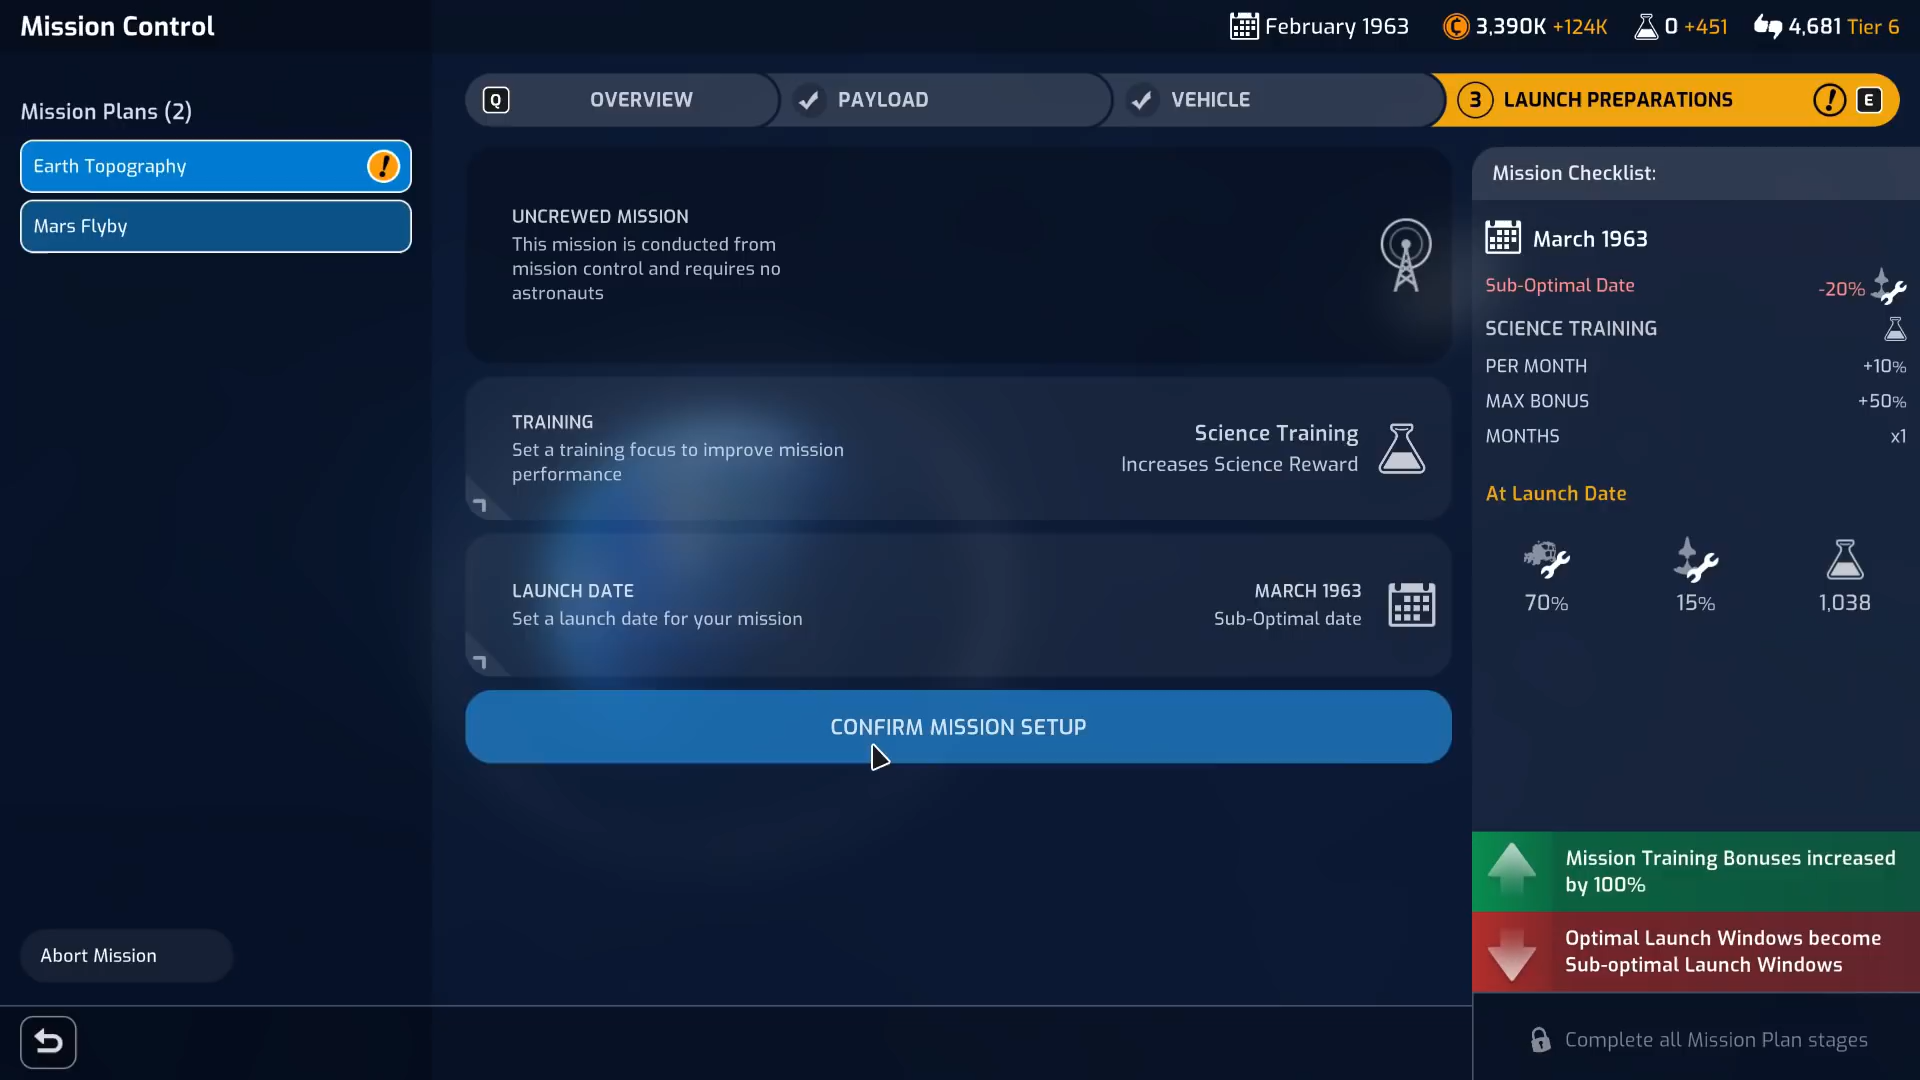 Mission Control
February 1963
3,390K +124K
0 +451
4,681 Tier 6
Mission Plans (2)
Earth Topography
Mars Flyby
Q
OVERVIEW
PAYLOAD
VEHICLE
3
LAUNCH PREPARATIONS
E
UNCREWED MISSION
This mission is conducted from
mission control and requires no
astronauts
TRAINING
Set a training focus to improve mission
performance
Science Training
Increases Science Reward
LAUNCH DATE
Set a launch date for your mission
MARCH 1963
Sub-Optimal date
CONFIRM MISSION SETUP
Mission Checklist:
March 1963
Sub-Optimal Date
-20%
SCIENCE TRAINING
PER MONTH
+10%
MAX BONUS
+50%
MONTHS
x1
At Launch Date
70%
15%
1,038
Mission Training Bonuses increased
by 100%
Optimal Launch Windows become
Sub-optimal Launch Windows
Complete all Mission Plan stages
Abort Mission